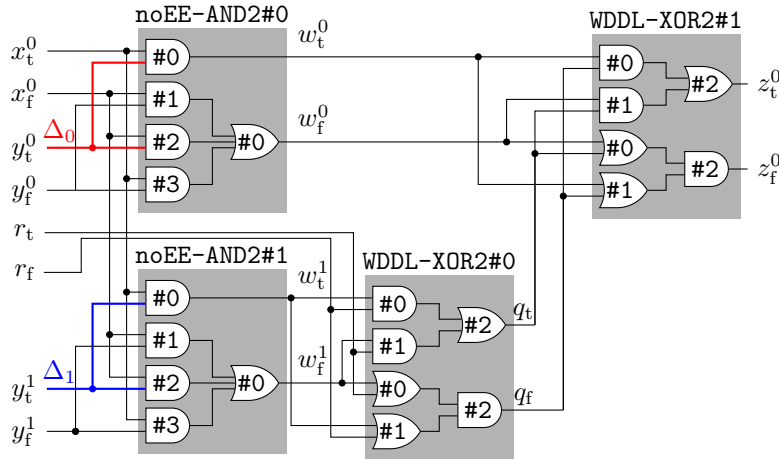 noEE-AND2#0
WDDL-XOR2#1
x_t^0
#0
w_t^0
#0
#2
z_t^0
x_f^0
#1
#1
y_t^0
Δ_0
#2
#0
w_f^0
#0
#2
z_f^0
y_f^0
#3
#1
r_t
r_f
noEE-AND2#1
WDDL-XOR2#0
#0
w_t^1
#0
#2
q_t
#1
#1
y_t^1
Δ_1
#2
#0
w_f^1
#0
#2
q_f
y_f^1
#3
#1